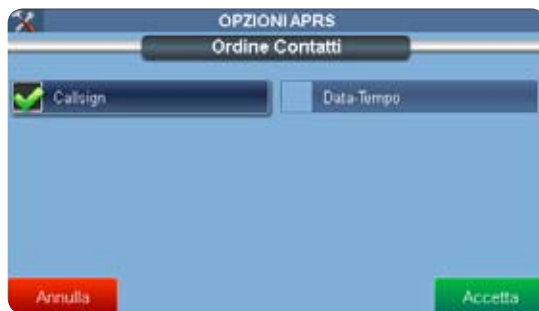 OPZIONI APRS
Ordine Contatti
Callsign Data-Tempo
Annulla Accetta